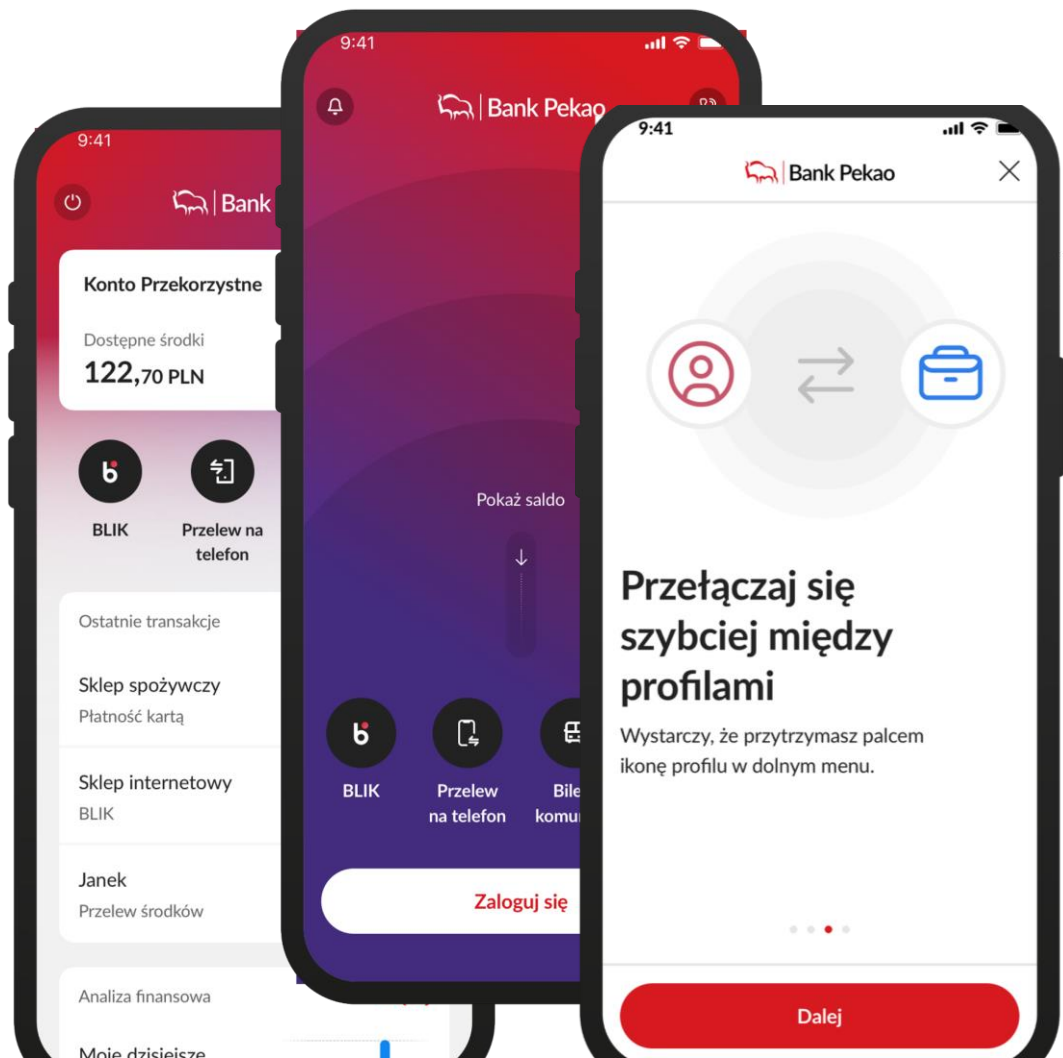 9:41
Bank
Konto Przekorzystne
Dostępne środki
122,70 PLN
BLIK
Przelew na
telefon
Ostatnie transakcje
Sklep spożywczy
Płatność kartą
Sklep internetowy
BLIK
Janek
Przelew środków
Analiza finansowa
Moje dzisiejsze
9:41
Bank Pekao
Pokaż saldo
BLIK
Przelew
na telefon
Zaloguj się
9:41
Bank Pekao
Przełączaj się
szybciej między
profilami
Wystarczy, że przytrzymasz palcem
ikonę profilu w dolnym menu.
Dalej